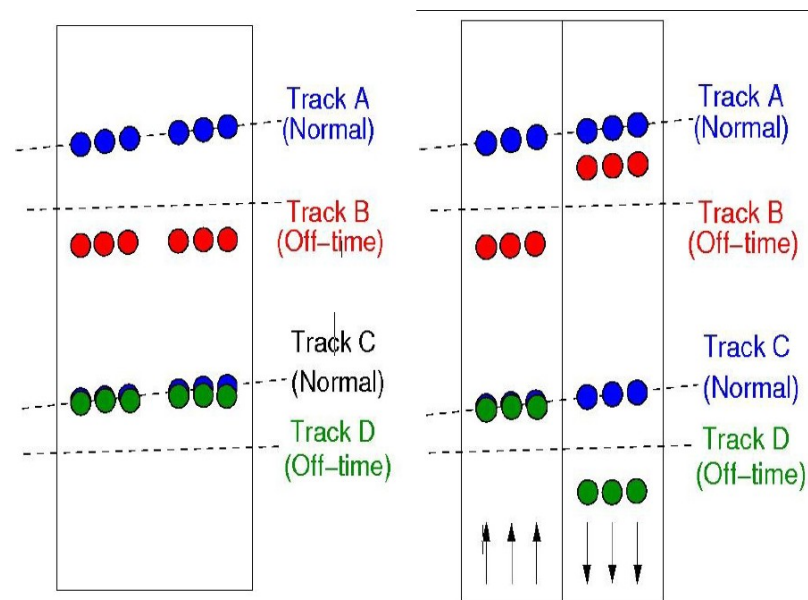 Track A
(Normal)
Track B
(Off-time)
Track C
(Normal)
Track D
(Off-time)
Track A
(Normal)
Track B
(Off-time)
Track C
(Normal)
Track D
(Off-time)